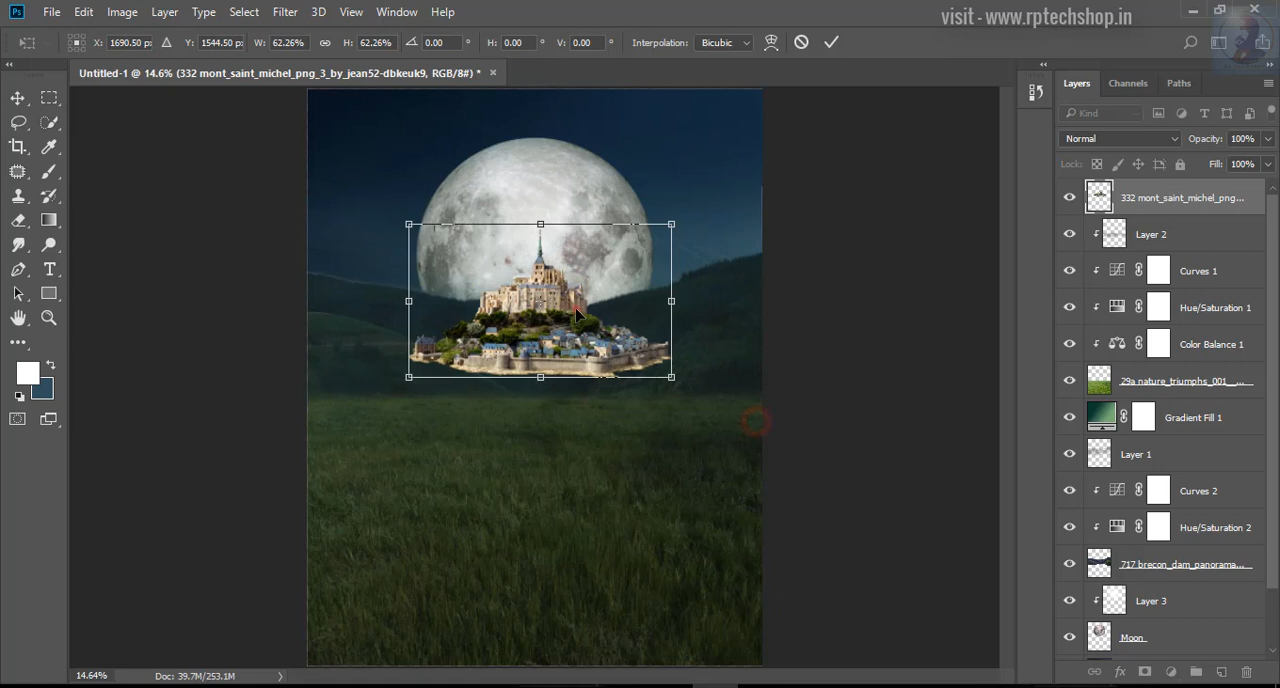 File Edit Image Layer Type Select Filter 3D View Window Help
visit - www.rptechshop.in
X: 1690.50 px Y: 1544.50 px W: 62.26% H: 62.26% 0.00 ° H: 0.00 ° V: 0.00 ° Interpolation: Bicubic
Untitled-1 @ 14.6% (332 mont_saint_michel_png_3_by_jean52-dbkeuk9, RGB/8#) *
Layers Channels Paths
Kind
Normal Opacity: 100%
Lock: Fill: 100%
332 mont_saint_michel_png...
Layer 2
Curves 1
Hue/Saturation 1
Color Balance 1
29a nature_triumphs_001__...
Gradient Fill 1
Layer 1
Curves 2
Hue/Saturation 2
717 brecon_dam_panorama...
Layer 3
Moon
14.64% Doc: 39.7M/253.1M